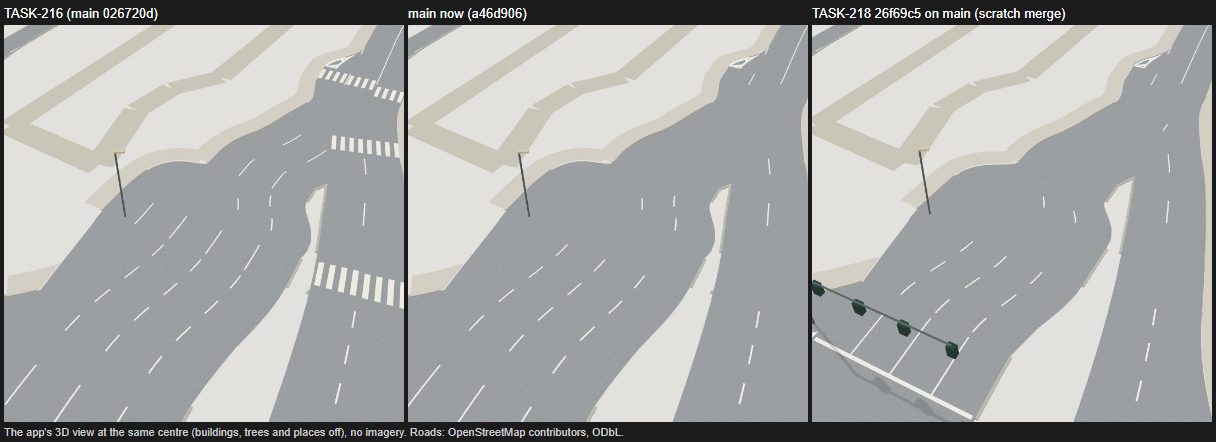 TASK-216 (main 026720d)
main now (a46d906)
TASK-218 26f69c5 on main (scratch merge)
The app's 3D view at the same centre (buildings, trees and places off), no imagery. Roads: OpenStreetMap contributors, ODbL.